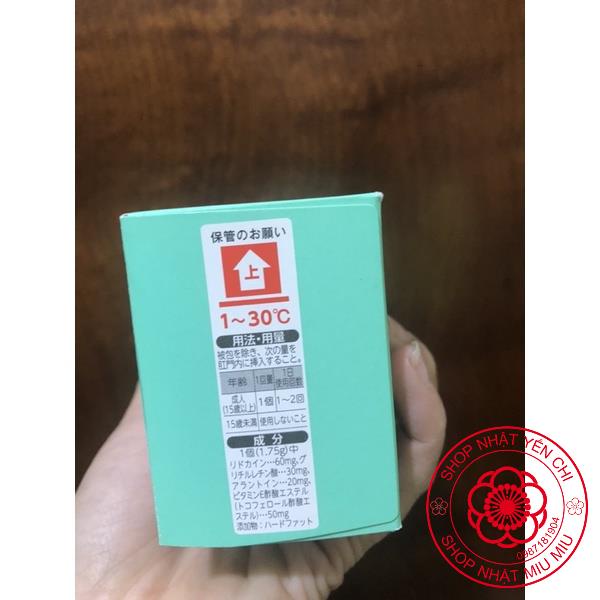 保管のお願い
上
1～30℃
用法・用量
被包を除き、次の量を
肛門内に挿入すること。
年齢 1回量 1日使用回数
成人(15歳以上) 1個 1～2回
15歳未満 使用しないこと
成分
1個(1.75g)中
リドカイン…60mg、グ
リチルレチン酸…30mg、
アラントイン…20mg、
ビタミンE酢酸エステル
(トコフェロール酢酸エ
ステル)…50mg
添加物：ハードファット
SHOP NHẬT YÊN CHI
SHOP NHẬT MIU MIU
0987181904